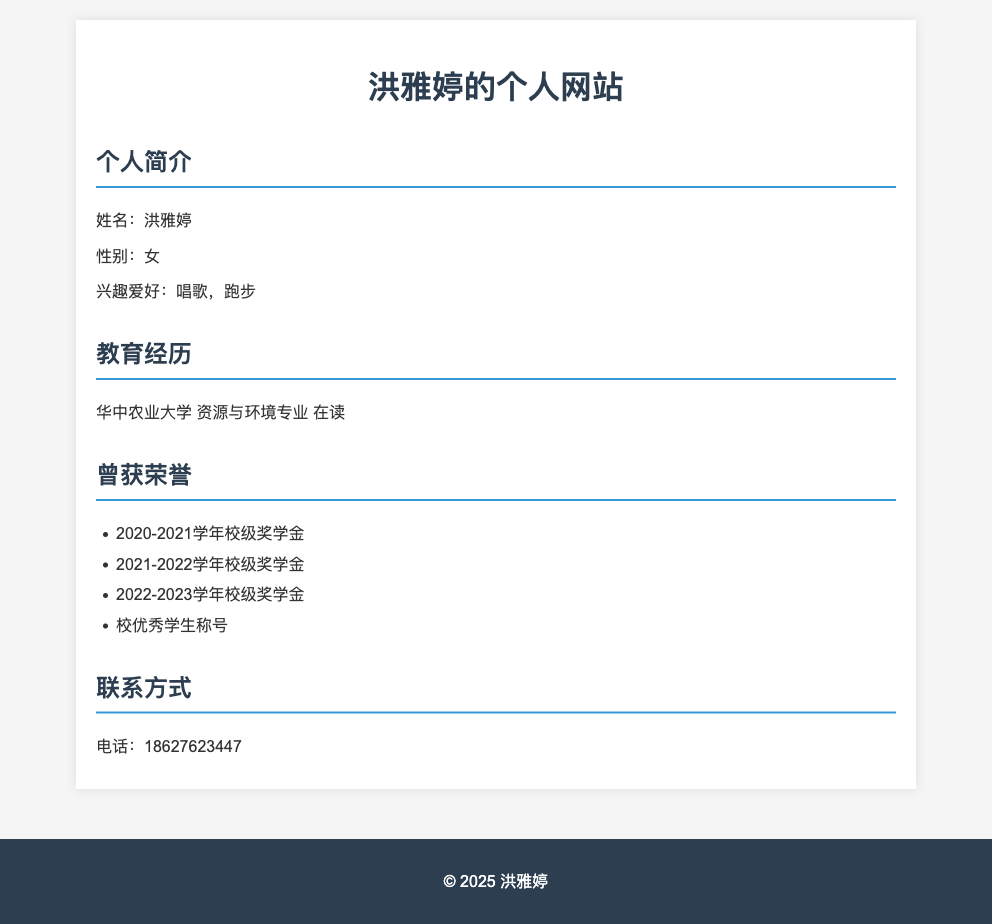 洪雅婷的个人网站
个人简介
姓名：洪雅婷
性别：女
兴趣爱好：唱歌，跑步
教育经历
华中农业大学 资源与环境专业 在读
曾获荣誉
2020-2021学年校级奖学金
2021-2022学年校级奖学金
2022-2023学年校级奖学金
校优秀学生称号
联系方式
电话：18627623447
© 2025 洪雅婷